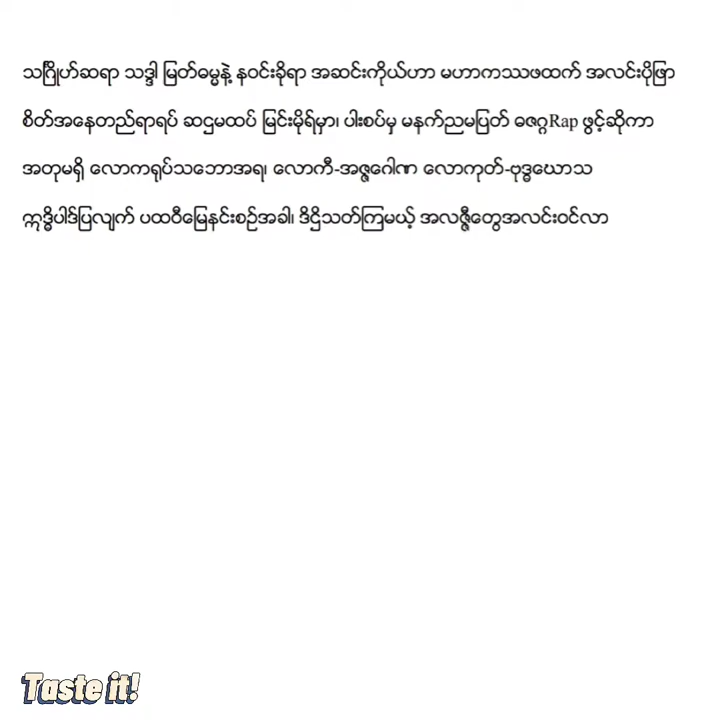 သင်္ဂြိုဟ်ဆရာ သဒ္ဒါ မြတ်ဓမ္မနဲ့ နဝင်းခိုရာ အဆင်းကိုယ်ဟာ မဟာကဿဖထက် အလင်းပိုဖြာ
စိတ်အနေတည်ရာရပ် ဆဌမထပ် မြင်းမိုရ်မှာ၊ ပါးစပ်မှ မနက်ညမပြတ် ဓဇဂ္ဂRap ဖွင့်ဆိုကာ
အတုမရှိ လောကရုပ်သဘောအရ၊ လောကီ-အဇ္ဇဂေါဏ လောကုတ်-ဗုဒ္ဓဃောသ
ဣဒ္ဓိပါဒ်ပြလျက် ပထဝီမြေနင်းစဉ်အခါ၊ ဒိဌိသတ်ကြမယ့် အလဇ္ဇီတွေအလင်းဝင်လာ
Taste it!